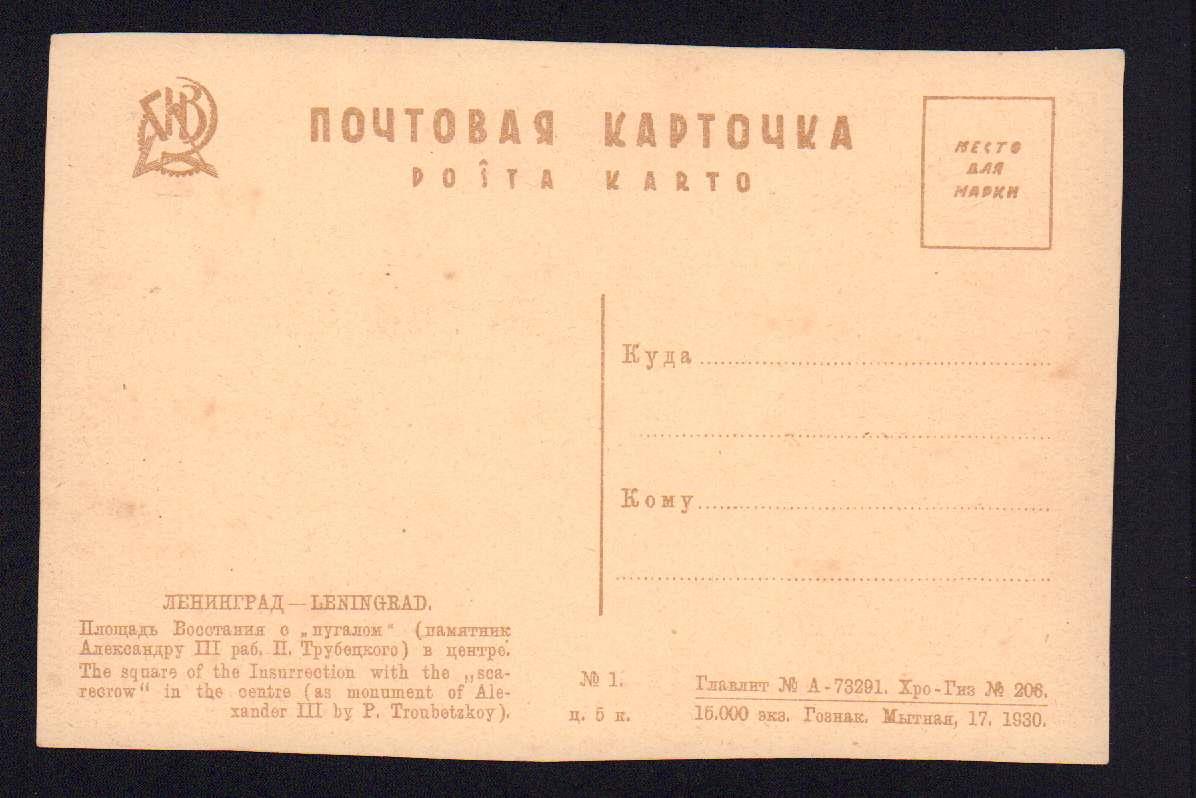 ПОЧТОВАЯ КАРТОЧКА
POŜTA KARTO
МЕСТО
ДЛЯ
МАРКИ
Куда
Кому
ЛЕНИНГРАД — LENINGRAD.
Площадь Восстания с „пугалом“ (памятник
Александру III раб. П. Трубецкого) в центре.
The square of the Insurrection with the „sca-
recrow“ in the centre (as monument of Ale-
xander III by P. Troubetzkoy).
№ 1.
ц. 5 к.
Главлит № А-73291. Хро-Гиз № 206.
15.000 экз. Гознак. Мытная, 17. 1930.